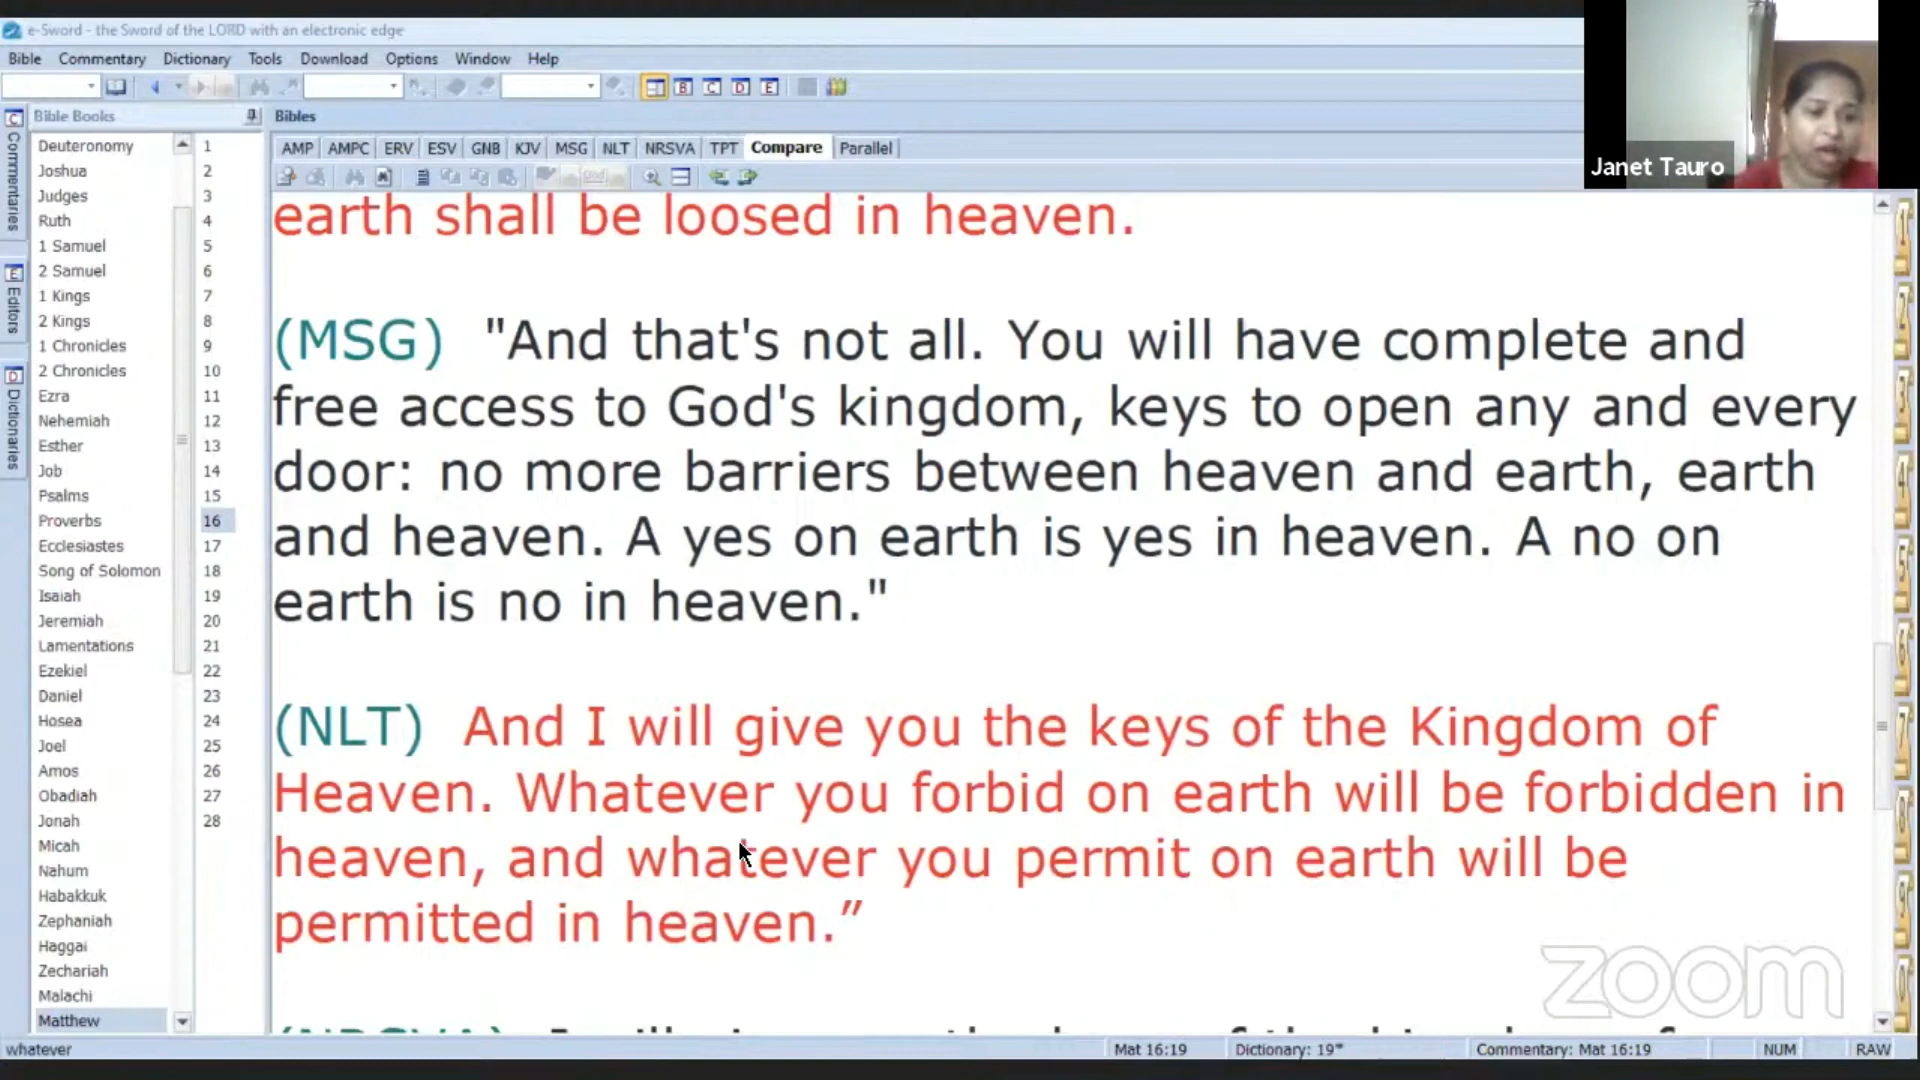 e-Sword - the Sword of the LORD with an electronic edge
Bible Commentary Dictionary Tools Download Options Window Help
B C D E
Bible Books
Bibles
AMP AMPC ERV ESV GNB KJV MSG NLT NRSVA TPT Compare Parallel
Janet Tauro
C Commentaries
E Editors
D Dictionaries
Deuteronomy
Joshua
Judges
Ruth
1 Samuel
2 Samuel
1 Kings
2 Kings
1 Chronicles
2 Chronicles
Ezra
Nehemiah
Esther
Job
Psalms
Proverbs
Ecclesiastes
Song of Solomon
Isaiah
Jeremiah
Lamentations
Ezekiel
Daniel
Hosea
Joel
Amos
Obadiah
Jonah
Micah
Nahum
Habakkuk
Zephaniah
Haggai
Zechariah
Malachi
Matthew
1
2
3
4
5
6
7
8
9
10
11
12
13
14
15
16
17
18
19
20
21
22
23
24
25
26
27
28
earth shall be loosed in heaven.
(MSG) "And that's not all. You will have complete and
free access to God's kingdom, keys to open any and every
door: no more barriers between heaven and earth, earth
and heaven. A yes on earth is yes in heaven. A no on
earth is no in heaven."
(NLT) And I will give you the keys of the Kingdom of
Heaven. Whatever you forbid on earth will be forbidden in
heaven, and whatever you permit on earth will be
permitted in heaven.”
1
2
3
4
5
6
7
8
9
0
zoom
whatever
Mat 16:19
Dictionary: 19*
Commentary: Mat 16:19
NUM
RAW